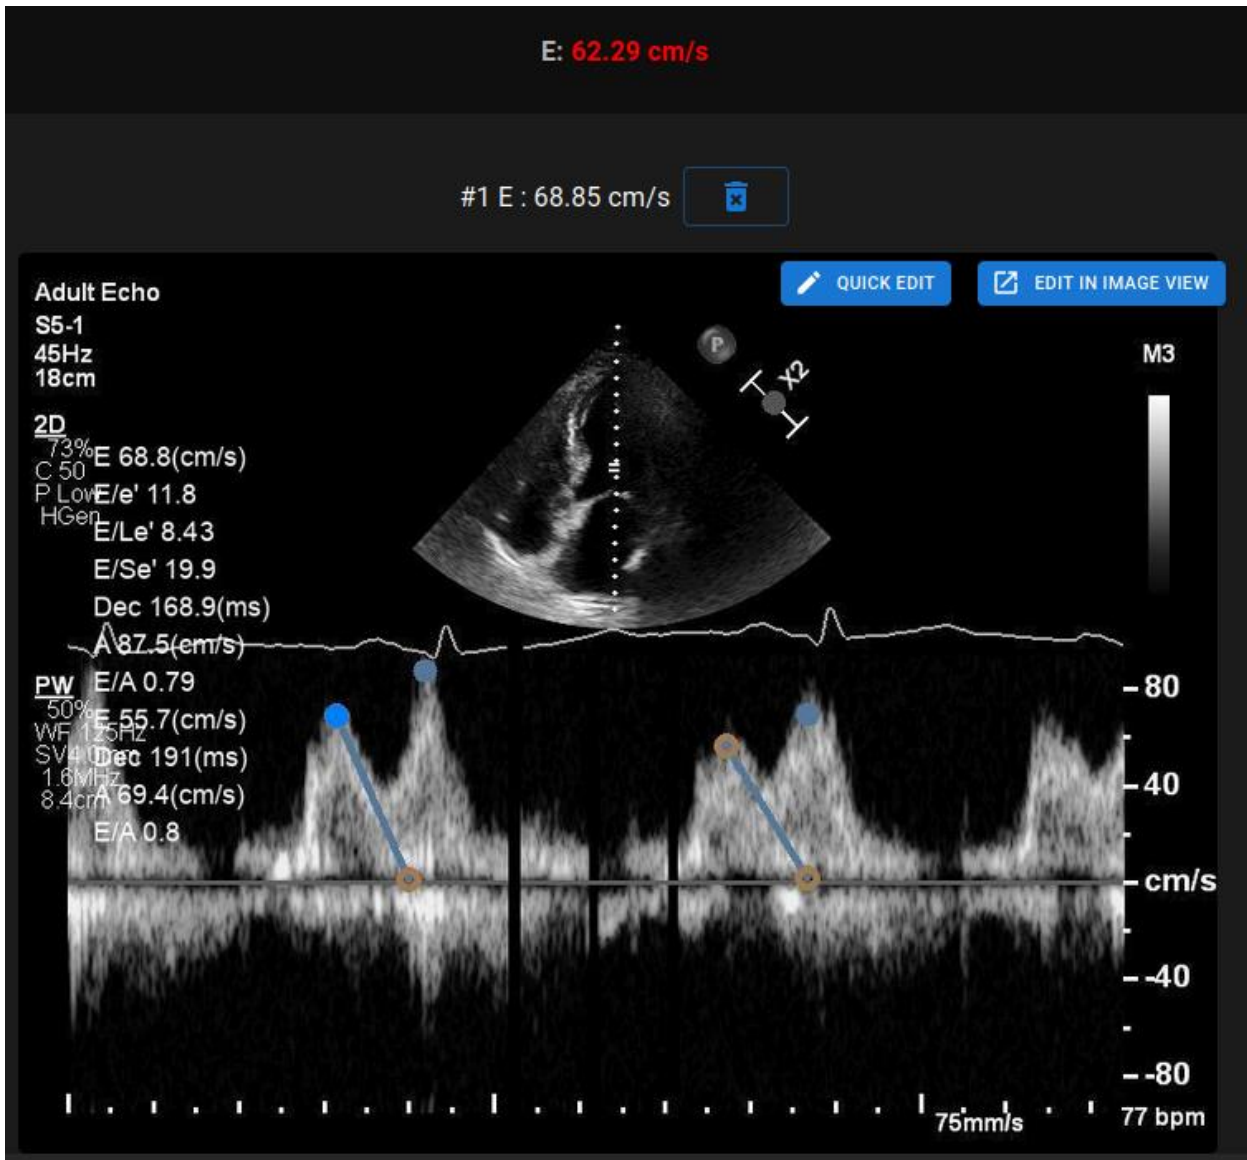 E: 62.29 cm/s
#1 E : 68.85 cm/s
QUICK EDIT
EDIT IN IMAGE VIEW
Adult Echo
S5-1
45Hz
18cm
P
X2
M3
2D
73%
C 50
P Low
HGen
E 68.8(cm/s)
E/e' 11.8
E/Le' 8.43
E/Se' 19.9
Dec 168.9(ms)
A 87.5(cm/s)
E/A 0.79
E 55.7(cm/s)
Dec 191(ms)
A 69.4(cm/s)
E/A 0.8
PW
50%
WF 125Hz
SV4.0mm
1.6MHz
8.4cm
80
40
cm/s
-40
-80
75mm/s
77 bpm